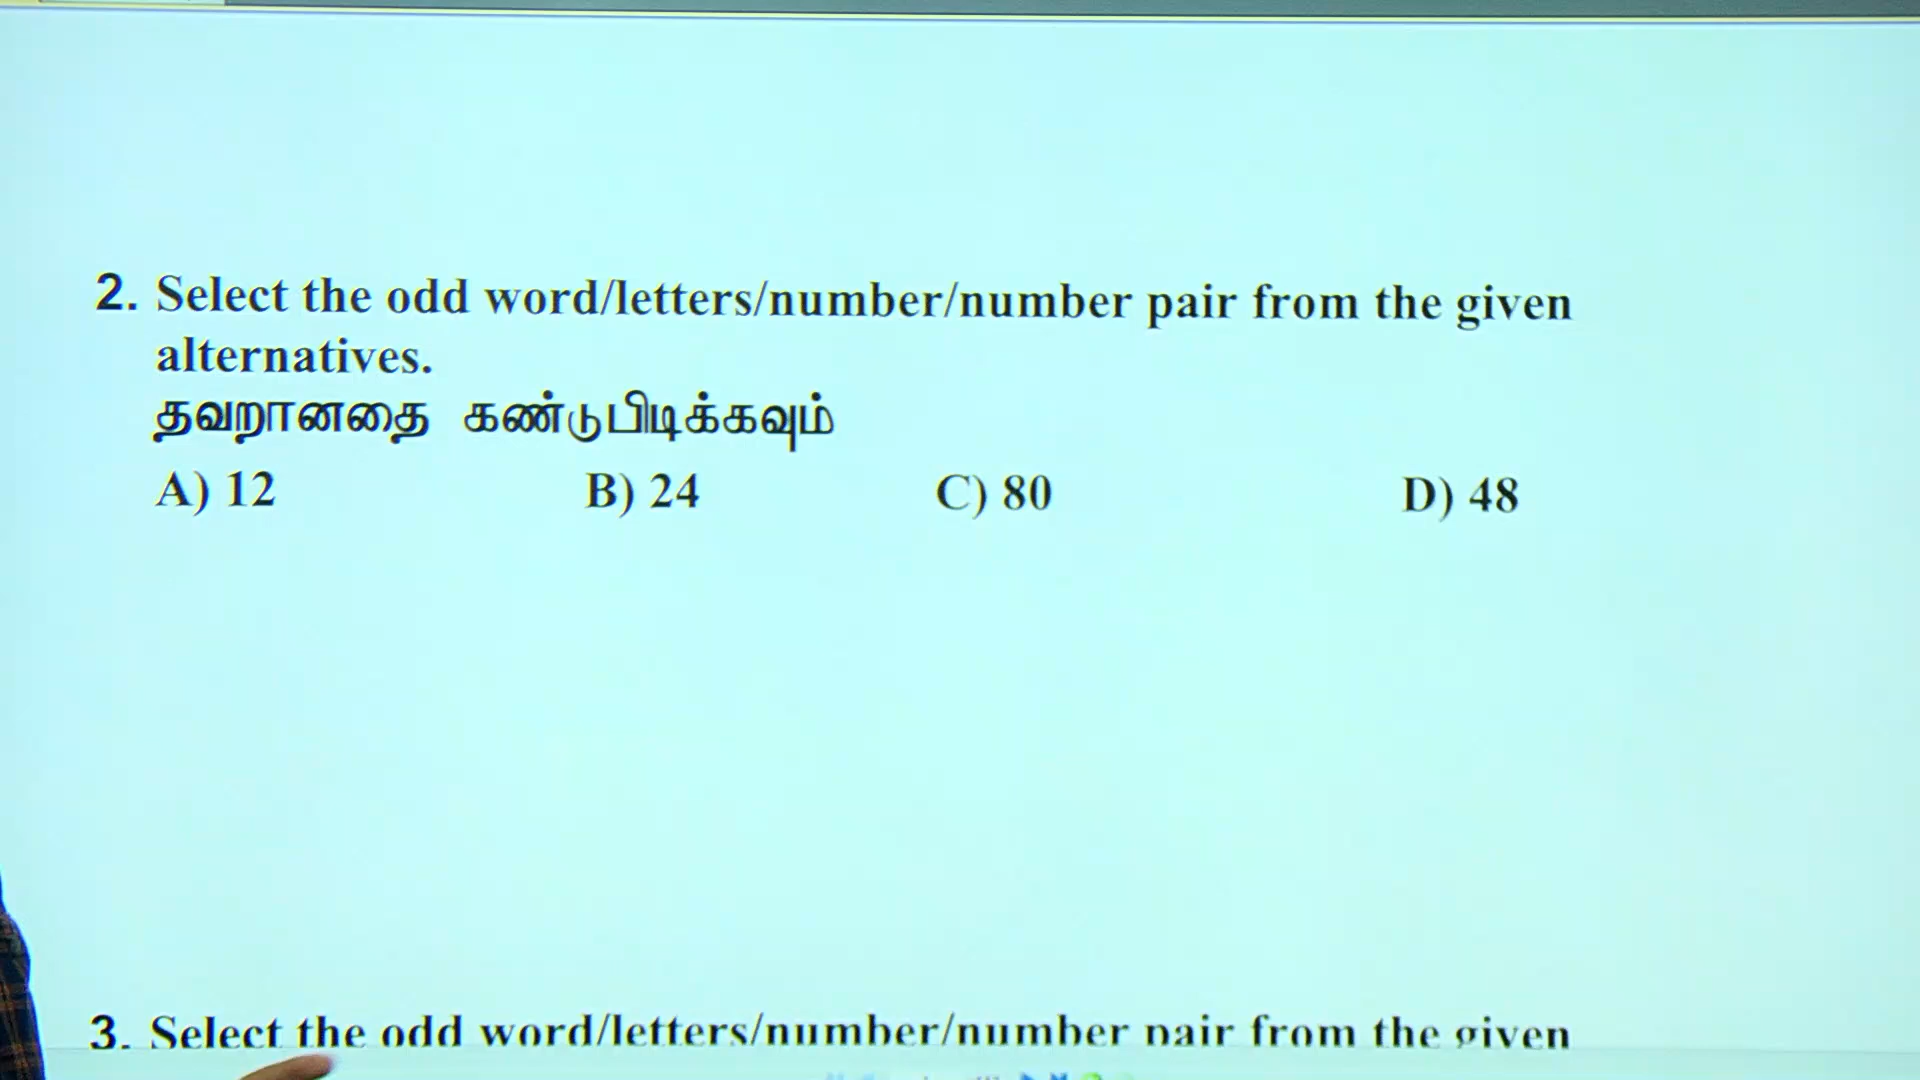 2. Select the odd word/letters/number/number pair from the given
alternatives.
தவறானதை கண்டுபிடிக்கவும்
A) 12 B) 24 C) 80 D) 48
3. Select the odd word/letters/number/number pair from the given